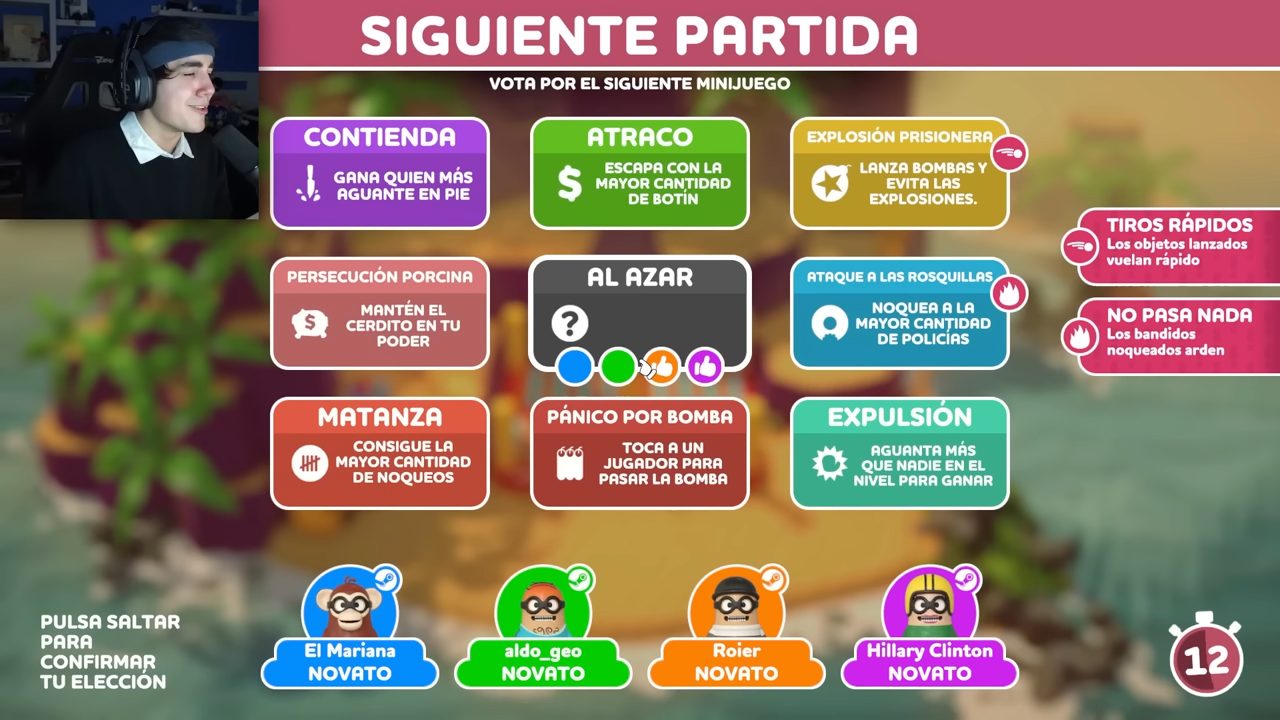 SIGUIENTE PARTIDA
VOTA POR EL SIGUIENTE MINIJUEGO
CONTIENDA
GANA QUIEN MÁS
AGUANTE EN PIE
ATRACO
$
ESCAPA CON LA
MAYOR CANTIDAD
DE BOTÍN
EXPLOSIÓN PRISIONERA
LANZA BOMBAS Y
EVITA LAS
EXPLOSIONES.
TIROS RÁPIDOS
Los objetos lanzados
vuelan rápido
PERSECUCIÓN PORCINA
$
MANTÉN EL
CERDITO EN TU
PODER
AL AZAR
?
ATAQUE A LAS ROSQUILLAS
NOQUEA A LA
MAYOR CANTIDAD
DE POLICÍAS
NO PASA NADA
Los bandidos
noqueados arden
MATANZA
CONSIGUE LA
MAYOR CANTIDAD
DE NOQUEOS
PÁNICO POR BOMBA
TOCA A UN
JUGADOR PARA
PASAR LA BOMBA
EXPULSIÓN
AGUANTA MÁS
QUE NADIE EN EL
NIVEL PARA GANAR
PULSA SALTAR
PARA
CONFIRMAR
TU ELECCIÓN
El Mariana
NOVATO
aldo_geo
NOVATO
Roier
NOVATO
Hillary Clinton
NOVATO
12